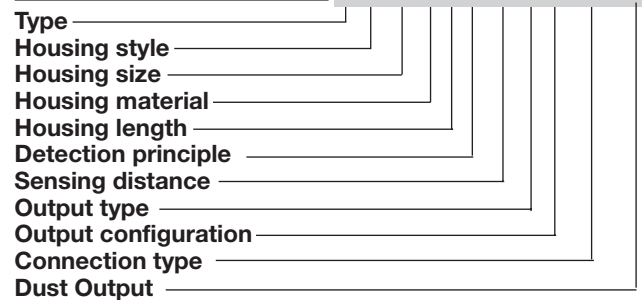 Type
Housing style
Housing size
Housing material
Housing length
Detection principle
Sensing distance
Output type
Output configuration
Connection type
Dust Output